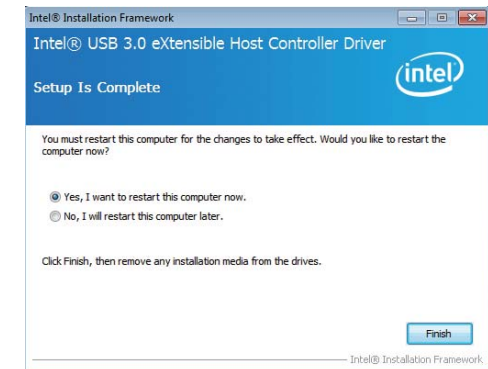 Intel® Installation Framework
Intel® USB 3.0 eXtensible Host Controller Driver
Setup Is Complete
intel
You must restart this computer for the changes to take effect. Would you like to restart the
computer now?
Yes, I want to restart this computer now.
No, I will restart this computer later.
Click Finish, then remove any installation media from the drives.
Finish
Intel® Installation Framework